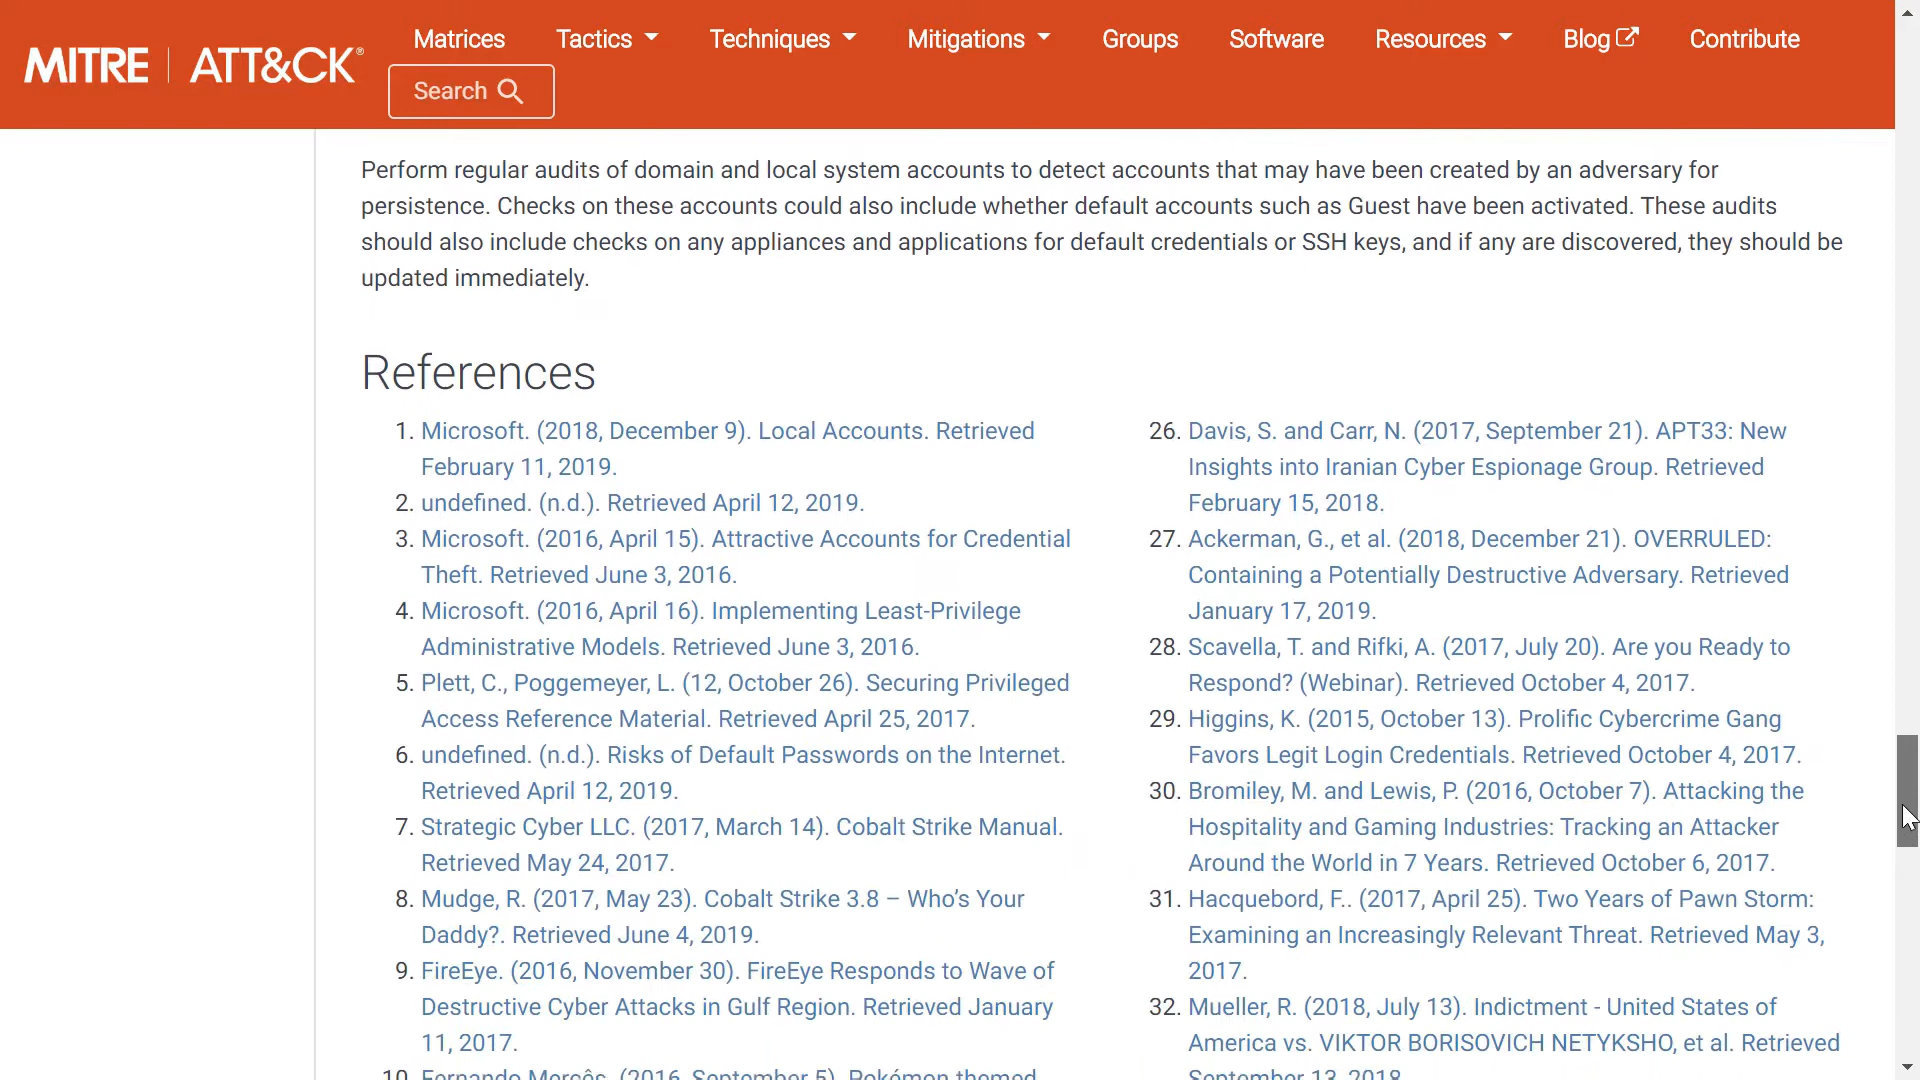 MITRE | ATT&CK®
Matrices Tactics Techniques Mitigations Groups Software Resources Blog Contribute
Search
Perform regular audits of domain and local system accounts to detect accounts that may have been created by an adversary for
persistence. Checks on these accounts could also include whether default accounts such as Guest have been activated. These audits
should also include checks on any appliances and applications for default credentials or SSH keys, and if any are discovered, they should be
updated immediately.
References
1. Microsoft. (2018, December 9). Local Accounts. Retrieved
February 11, 2019.
2. undefined. (n.d.). Retrieved April 12, 2019.
3. Microsoft. (2016, April 15). Attractive Accounts for Credential
Theft. Retrieved June 3, 2016.
4. Microsoft. (2016, April 16). Implementing Least-Privilege
Administrative Models. Retrieved June 3, 2016.
5. Plett, C., Poggemeyer, L. (12, October 26). Securing Privileged
Access Reference Material. Retrieved April 25, 2017.
6. undefined. (n.d.). Risks of Default Passwords on the Internet.
Retrieved April 12, 2019.
7. Strategic Cyber LLC. (2017, March 14). Cobalt Strike Manual.
Retrieved May 24, 2017.
8. Mudge, R. (2017, May 23). Cobalt Strike 3.8 – Who’s Your
Daddy?. Retrieved June 4, 2019.
9. FireEye. (2016, November 30). FireEye Responds to Wave of
Destructive Cyber Attacks in Gulf Region. Retrieved January
11, 2017.
10. Fernando Mercês. (2016, September 5). Pokémon-themed
26. Davis, S. and Carr, N. (2017, September 21). APT33: New
Insights into Iranian Cyber Espionage Group. Retrieved
February 15, 2018.
27. Ackerman, G., et al. (2018, December 21). OVERRULED:
Containing a Potentially Destructive Adversary. Retrieved
January 17, 2019.
28. Scavella, T. and Rifki, A. (2017, July 20). Are you Ready to
Respond? (Webinar). Retrieved October 4, 2017.
29. Higgins, K. (2015, October 13). Prolific Cybercrime Gang
Favors Legit Login Credentials. Retrieved October 4, 2017.
30. Bromiley, M. and Lewis, P. (2016, October 7). Attacking the
Hospitality and Gaming Industries: Tracking an Attacker
Around the World in 7 Years. Retrieved October 6, 2017.
31. Hacquebord, F.. (2017, April 25). Two Years of Pawn Storm:
Examining an Increasingly Relevant Threat. Retrieved May 3,
2017.
32. Mueller, R. (2018, July 13). Indictment - United States of
America vs. VIKTOR BORISOVICH NETYKSHO, et al. Retrieved
September 13, 2018.